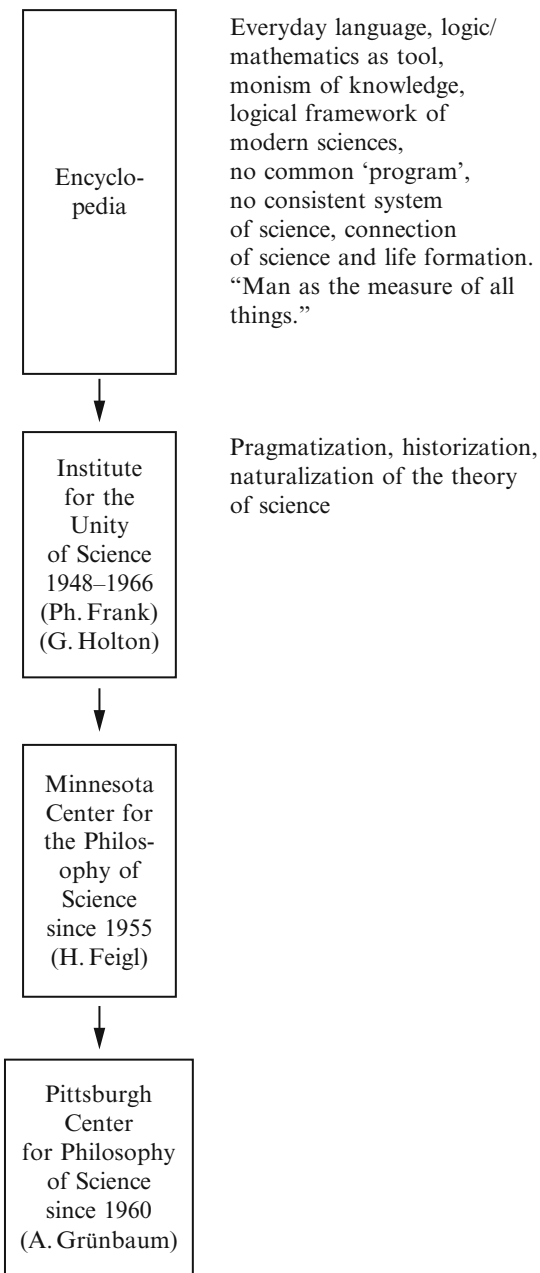 Encyclo-
pedia
Everyday language, logic/
mathematics as tool,
monism of knowledge,
logical framework of
modern sciences,
no common ‘program’,
no consistent system
of science, connection
of science and life formation.
“Man as the measure of all
things.”
Institute
for the
Unity
of Science
1948–1966
(Ph. Frank)
(G. Holton)
Pragmatization, historization,
naturalization of the theory
of science
Minnesota
Center for
the Philos-
ophy of
Science
since 1955
(H. Feigl)
Pittsburgh
Center
for Philosophy
of Science
since 1960
(A. Grünbaum)